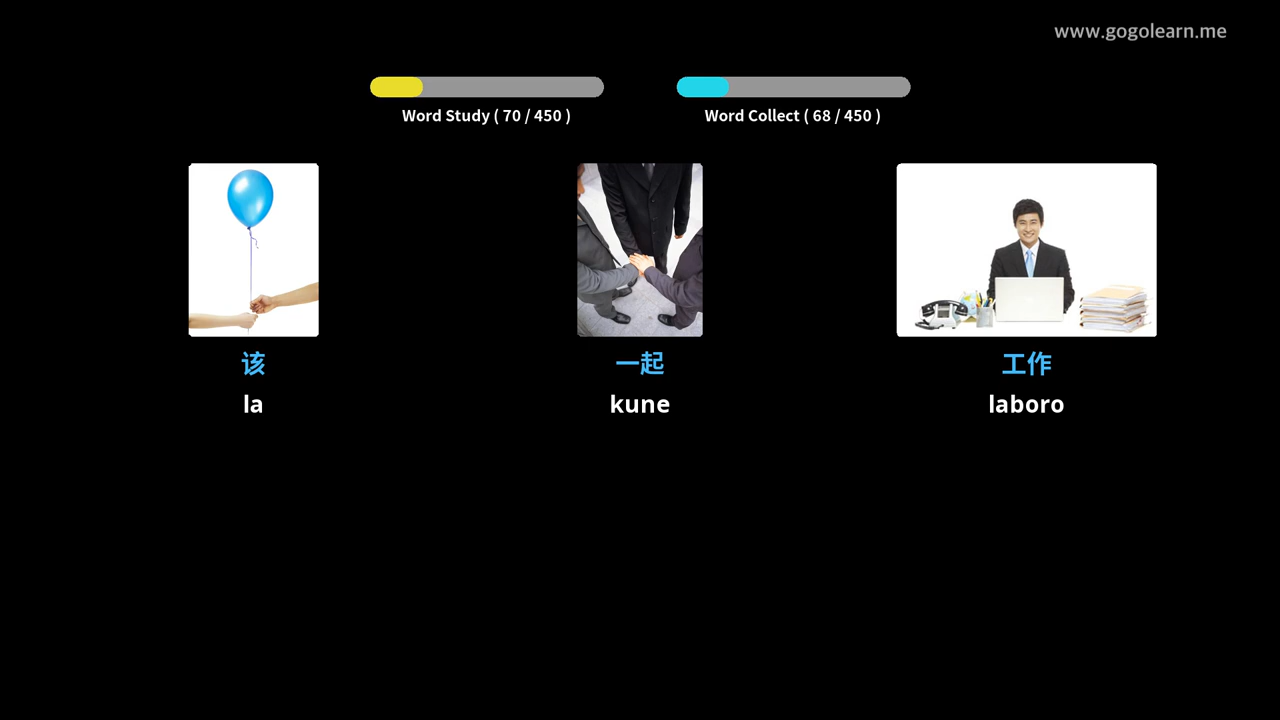 www.gogolearn.me
Word Study ( 70 / 450 )
Word Collect ( 68 / 450 )
该
一起
工作
la
kune
laboro